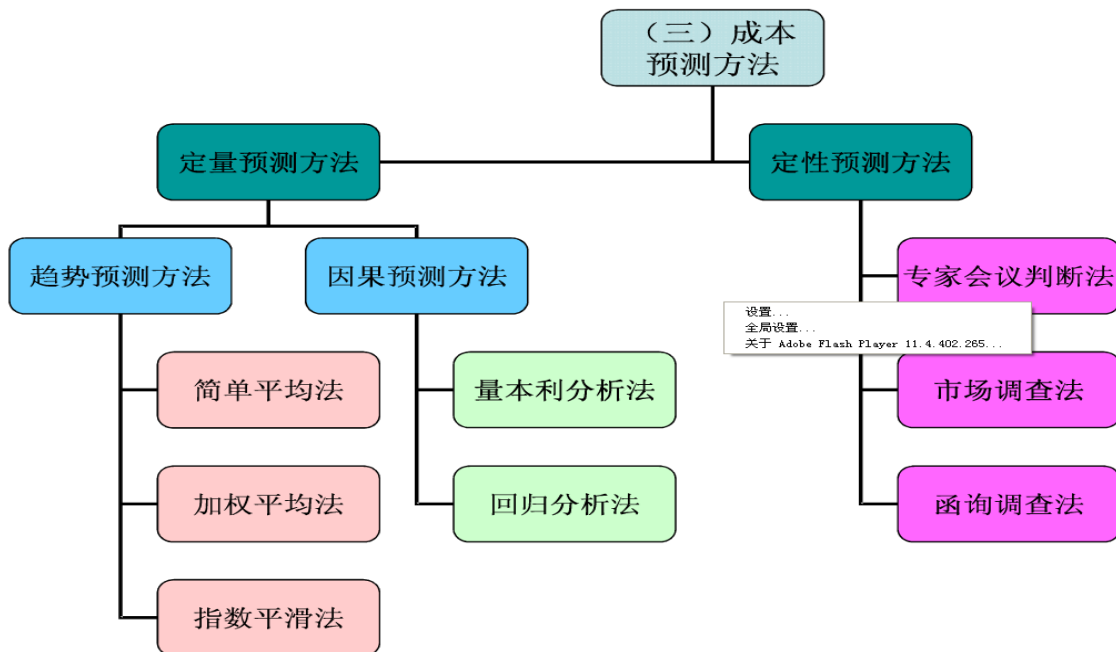 （三）成本
预测方法
定量预测方法
定性预测方法
趋势预测方法
因果预测方法
专家会议判断法
设置...
全局设置...
关于 Adobe Flash Player 11.4.402.265...
简单平均法
量本利分析法
市场调查法
加权平均法
回归分析法
函询调查法
指数平滑法